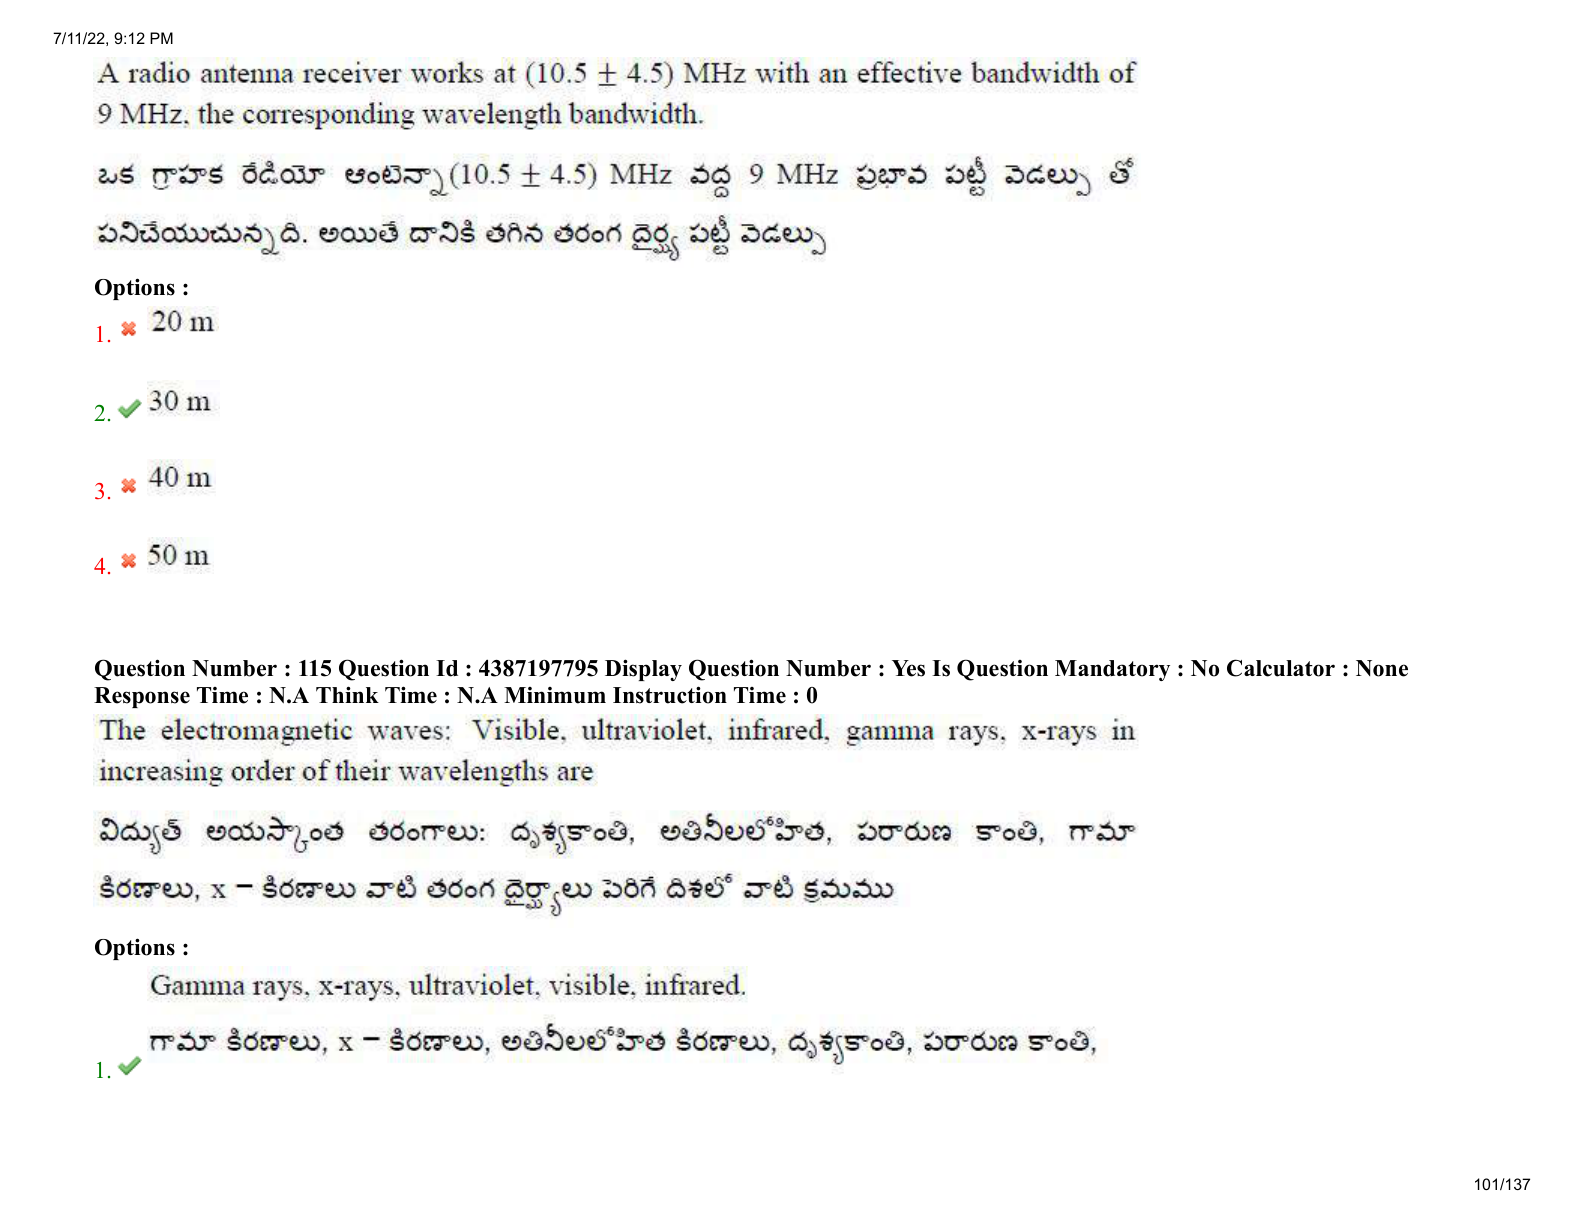 7/11/22, 9:12 PM
A radio antenna receiver works at (10.5 ± 4.5) MHz with an effective bandwidth of
9 MHz, the corresponding wavelength bandwidth.
ఒక గ్రాహక రేడియో ఆంటెన్నా (10.5 ± 4.5) MHz వద్ద 9 MHz ప్రభావ పట్టీ వెడల్పు తో
పనిచేయుచున్నది. అయితే దానికి తగిన తరంగ దైర్ఘ్య పట్టీ వెడల్పు
Options :
1. 20 m
2. 30 m
3. 40 m
4. 50 m
Question Number : 115 Question Id : 4387197795 Display Question Number : Yes Is Question Mandatory : No Calculator : None
Response Time : N.A Think Time : N.A Minimum Instruction Time : 0
The electromagnetic waves: Visible, ultraviolet, infrared, gamma rays, x-rays in
increasing order of their wavelengths are
విద్యుత్ అయస్కాంత తరంగాలు: దృశ్యకాంతి, అతినీలలోహిత, పరారుణ కాంతి, గామా
కిరణాలు, x − కిరణాలు వాటి తరంగ దైర్ఘ్యాలు పెరిగే దిశలో వాటి క్రమము
Options :
Gamma rays, x-rays, ultraviolet, visible, infrared.
గామా కిరణాలు, x − కిరణాలు, అతినీలలోహిత కిరణాలు, దృశ్యకాంతి, పరారుణ కాంతి,
1.
101/137